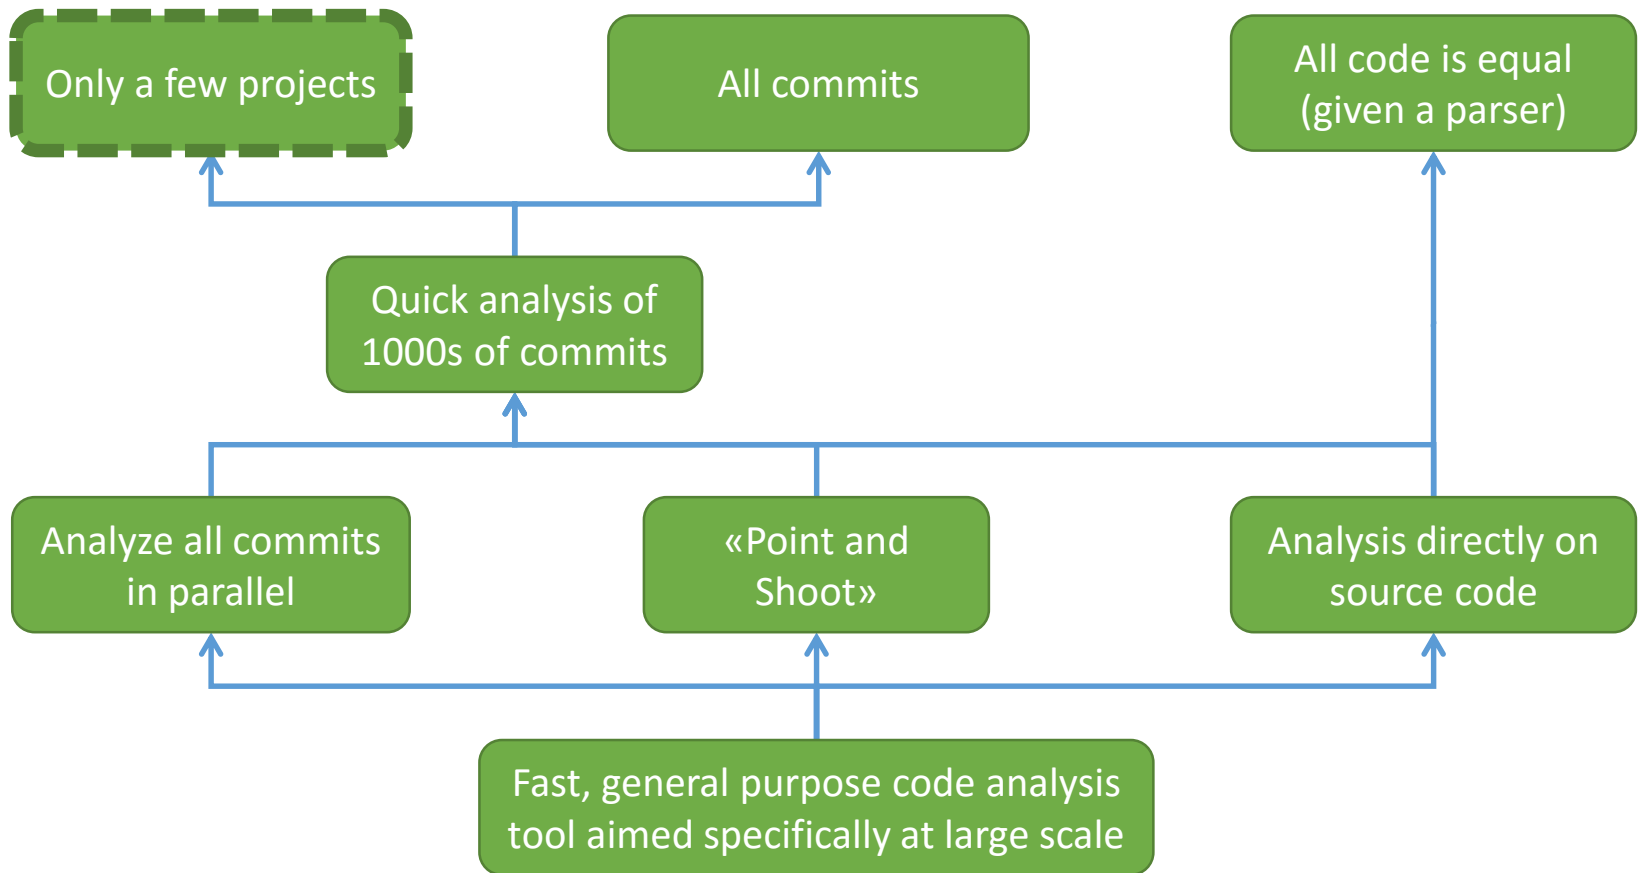 Only a few projects
All commits
All code is equal
(given a parser)
Quick analysis of
1000s of commits
Analyze all commits
in parallel
«Point and
Shoot»
Analysis directly on
source code
Fast, general purpose code analysis
tool aimed specifically at large scale